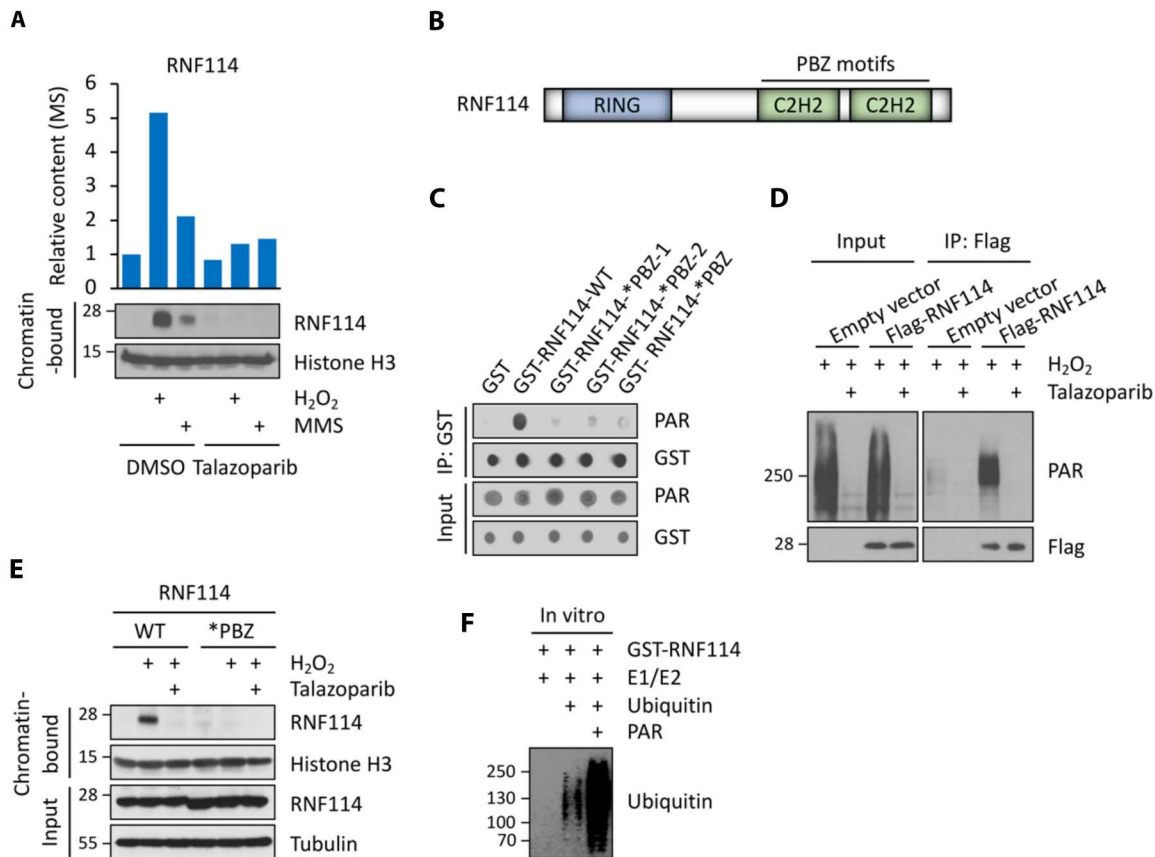 A
RNF114
Relative content (MS)
6
5
4
3
2
1
0
Chromatin
-bound
28
RNF114
15
Histone H3
+ + H₂O₂
+ + MMS
DMSO Talazoparib
B
PBZ motifs
RNF114 RING C2H2 C2H2
C
GST
GST-RNF114-WT
GST-RNF114-*PBZ-1
GST-RNF114-*PBZ-2
GST- RNF114-*PBZ
IP: GST
PAR
GST
Input
PAR
GST
D
Input IP: Flag
Empty vector
Flag-RNF114
Empty vector
Flag-RNF114
+ + + + + + + + H₂O₂
+ + + + Talazoparib
250
PAR
28
Flag
E
RNF114
WT *PBZ
+ + + + H₂O₂
+ + Talazoparib
Chromatin-
bound
28
RNF114
15
Histone H3
Input
28
RNF114
55
Tubulin
F
In vitro
+ + + GST-RNF114
+ + + E1/E2
+ + Ubiquitin
+ PAR
250
130
100
70
Ubiquitin